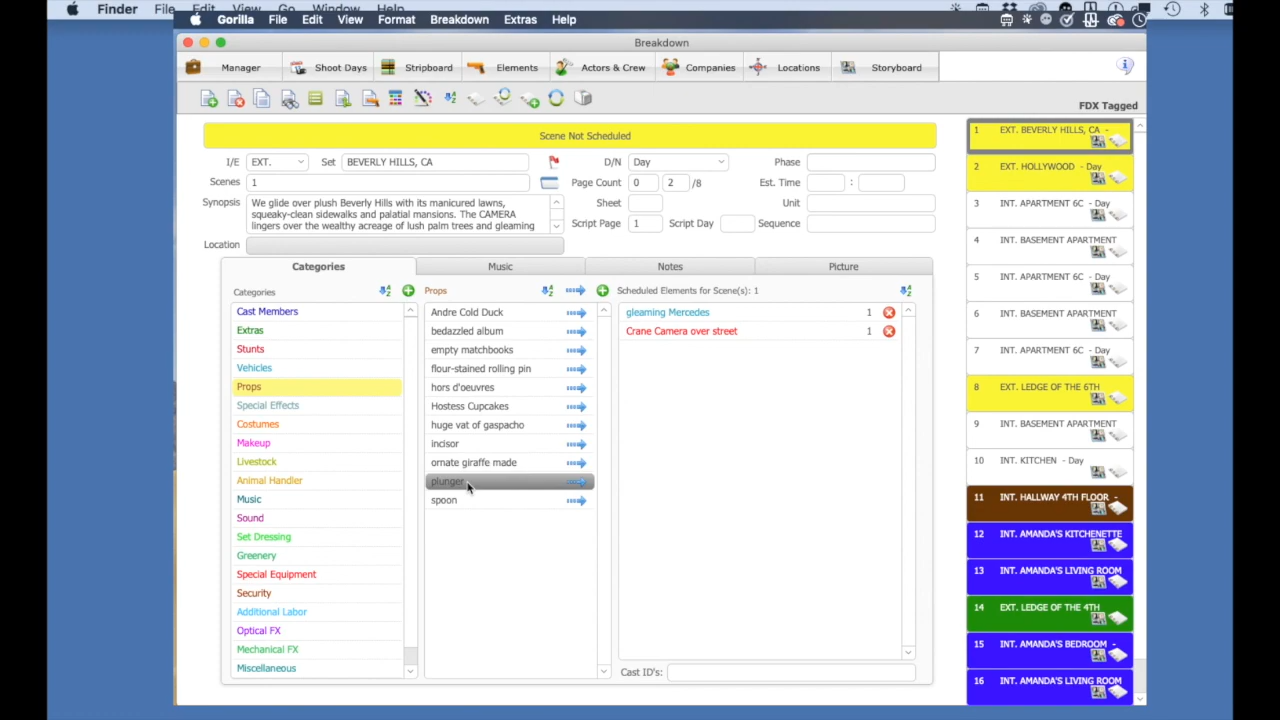 Finder File Edit View Go Window Help
Gorilla File Edit View Format Breakdown Extras Help
Breakdown
Manager Shoot Days Stripboard Elements Actors & Crew Companies Locations Storyboard
FDX Tagged
Scene Not Scheduled
I/E EXT. Set BEVERLY HILLS, CA D/N Day Phase
Scenes 1 Page Count 0 2 /8 Est. Time :
Synopsis We glide over plush Beverly Hills with its manicured lawns, Sheet Unit
squeaky-clean sidewalks and palatial mansions. The CAMERA
lingers over the wealthy acreage of lush palm trees and gleaming Script Page 1 Script Day Sequence
Location
Categories Music Notes Picture
Categories Props Scheduled Elements for Scene(s): 1
Cast Members Andre Cold Duck gleaming Mercedes 1
Extras bedazzled album Crane Camera over street 1
Stunts empty matchbooks
Vehicles flour-stained rolling pin
Props hors d'oeuvres
Special Effects Hostess Cupcakes
Costumes huge vat of gaspacho
Makeup incisor
Livestock ornate giraffe made
Animal Handler plunger
Music spoon
Sound
Set Dressing
Greenery
Special Equipment
Security
Additional Labor
Optical FX
Mechanical FX
Miscellaneous
Cast ID's:
1 EXT. BEVERLY HILLS, CA -
2 EXT. HOLLYWOOD - Day
3 INT. APARTMENT 6C - Day
4 INT. BASEMENT APARTMENT
5 INT. APARTMENT 6C - Day
6 INT. BASEMENT APARTMENT
7 INT. APARTMENT 6C - Day
8 EXT. LEDGE OF THE 6TH
9 INT. BASEMENT APARTMENT
10 INT. KITCHEN - Day
11 INT. HALLWAY 4TH FLOOR -
12 INT. AMANDA'S KITCHENETTE
13 INT. AMANDA'S LIVING ROOM
14 EXT. LEDGE OF THE 4TH
15 INT. AMANDA'S BEDROOM -
16 INT. AMANDA'S LIVING ROOM